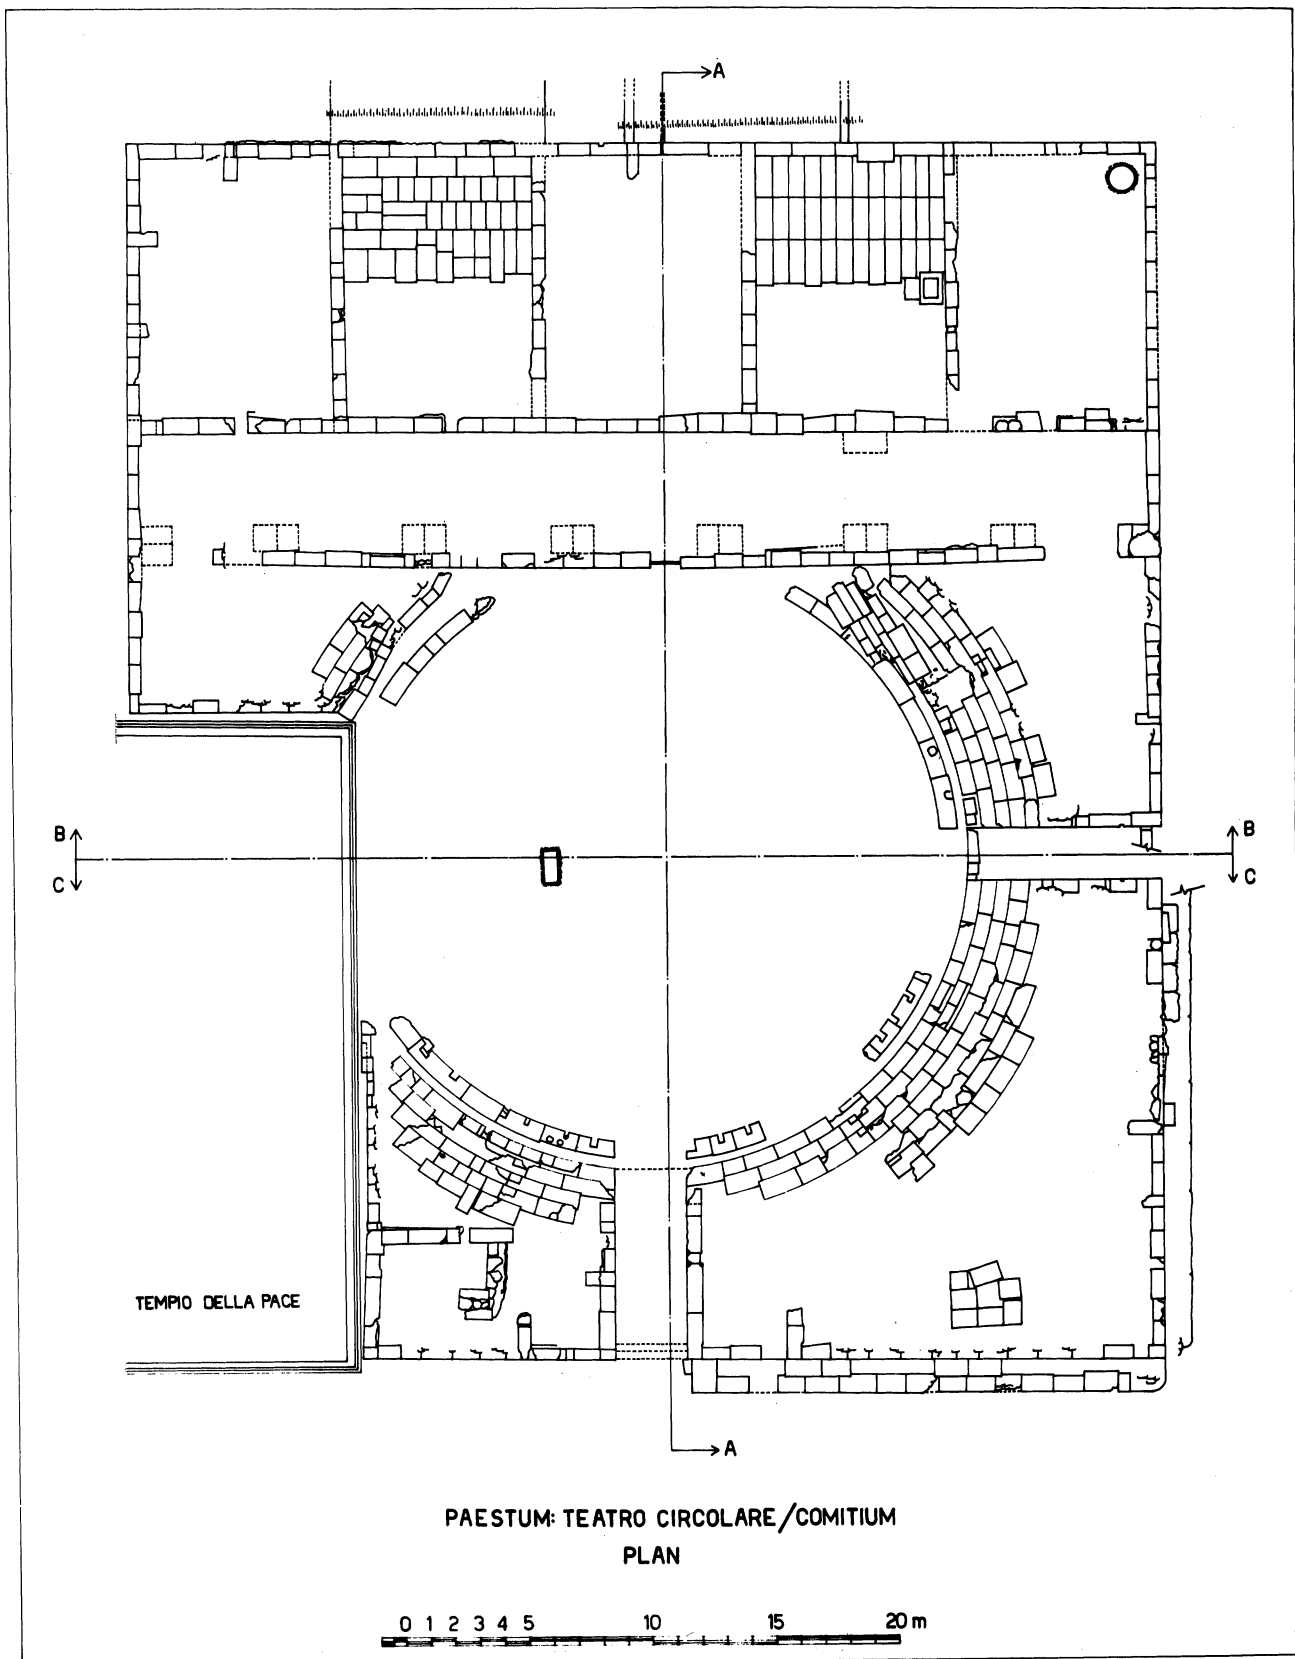 A
B B
C C
TEMPIO DELLA PACE
A
PAESTUM: TEATRO CIRCOLARE/COMITIUM
PLAN
0 1 2 3 4 5 10 15 20 m